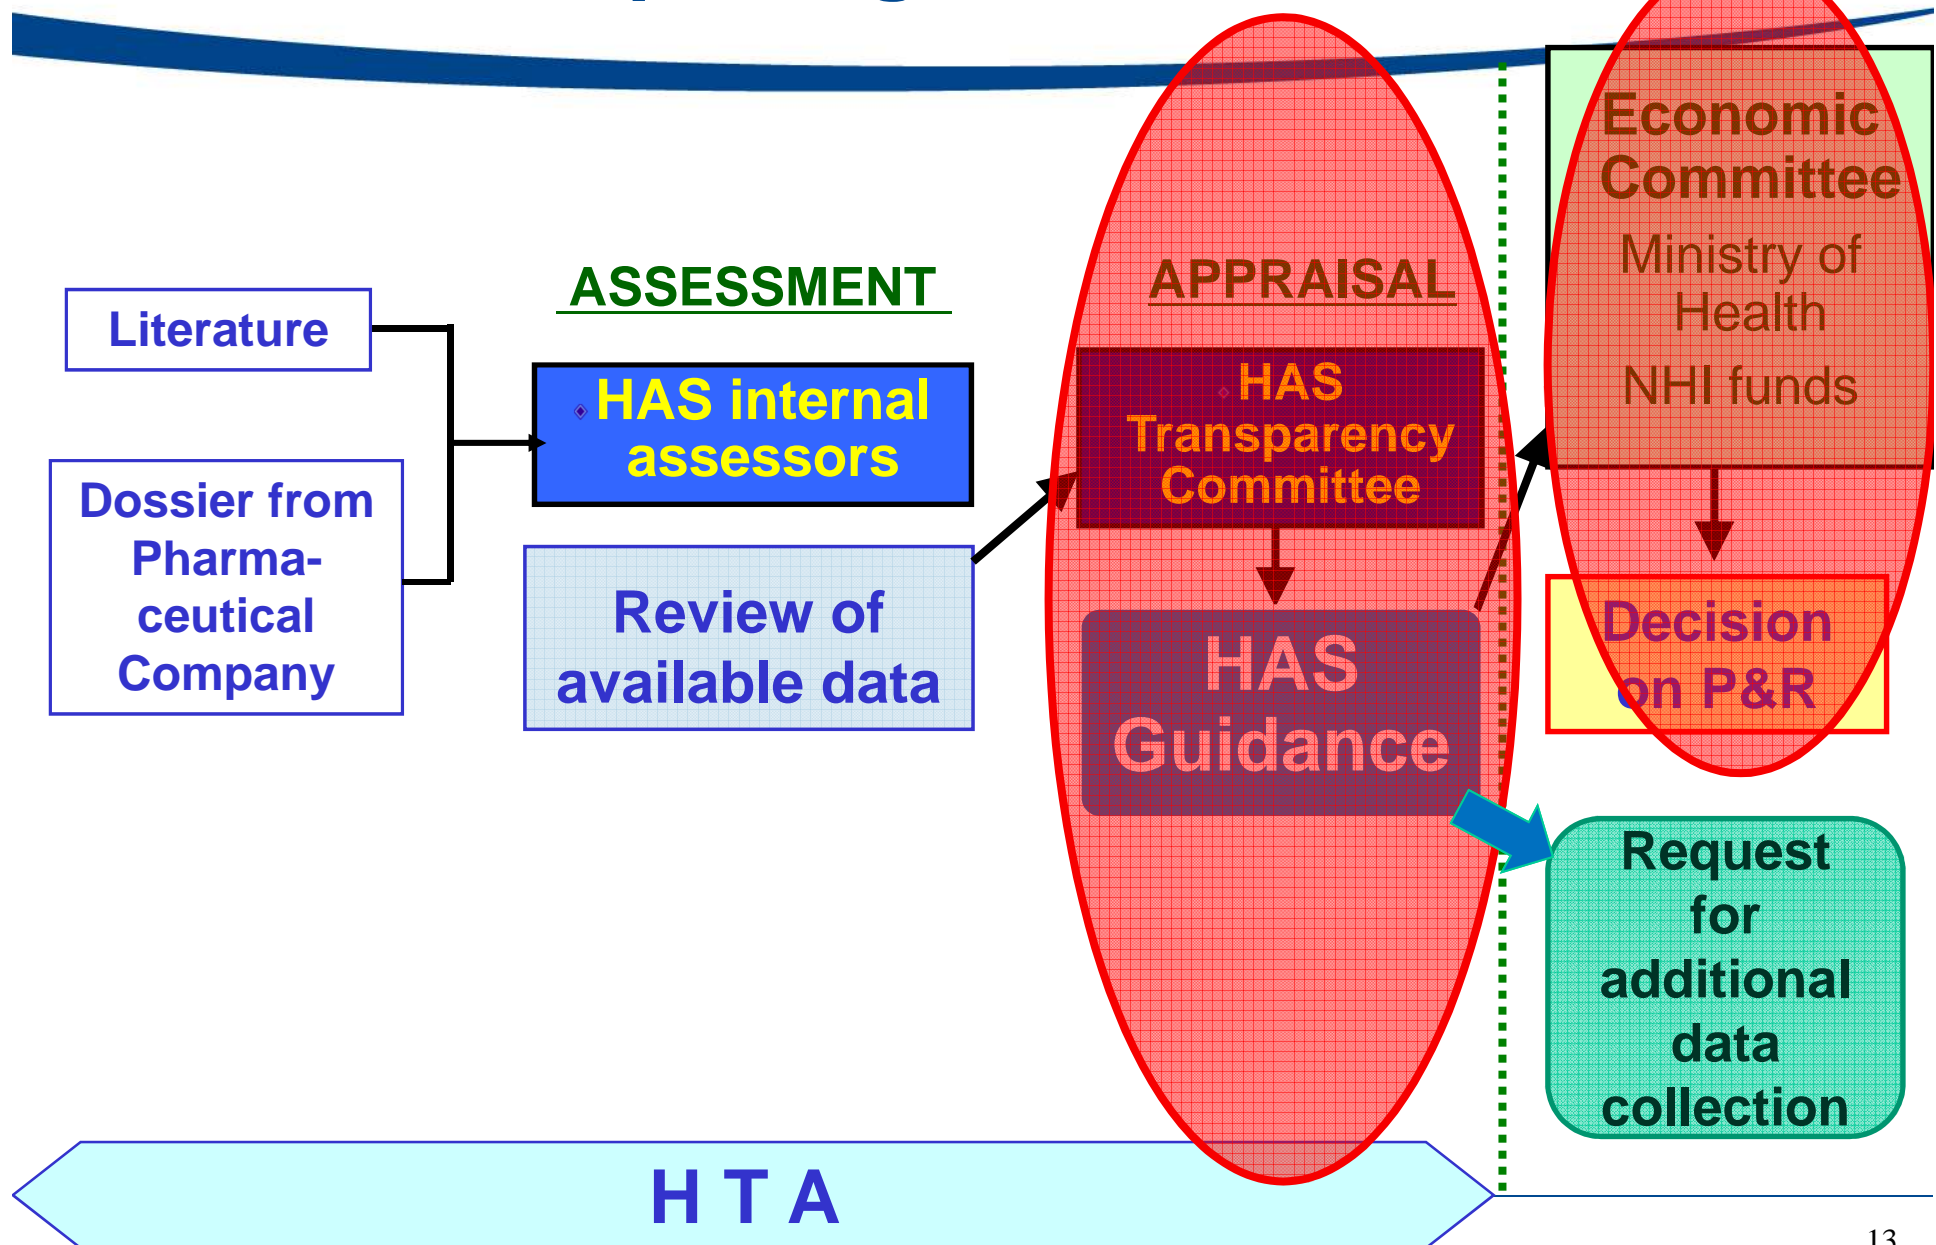 Literature
Dossier from
Pharma-
ceutical
Company
ASSESSMENT
HAS internal
assessors
Review of
available data
APPRAISAL
HAS
Transparency
Committee
HAS
Guidance
Economic
Committee
Ministry of
Health
NHI funds
Decision
on P&R
Request
for
additional
data
collection
H T A
13